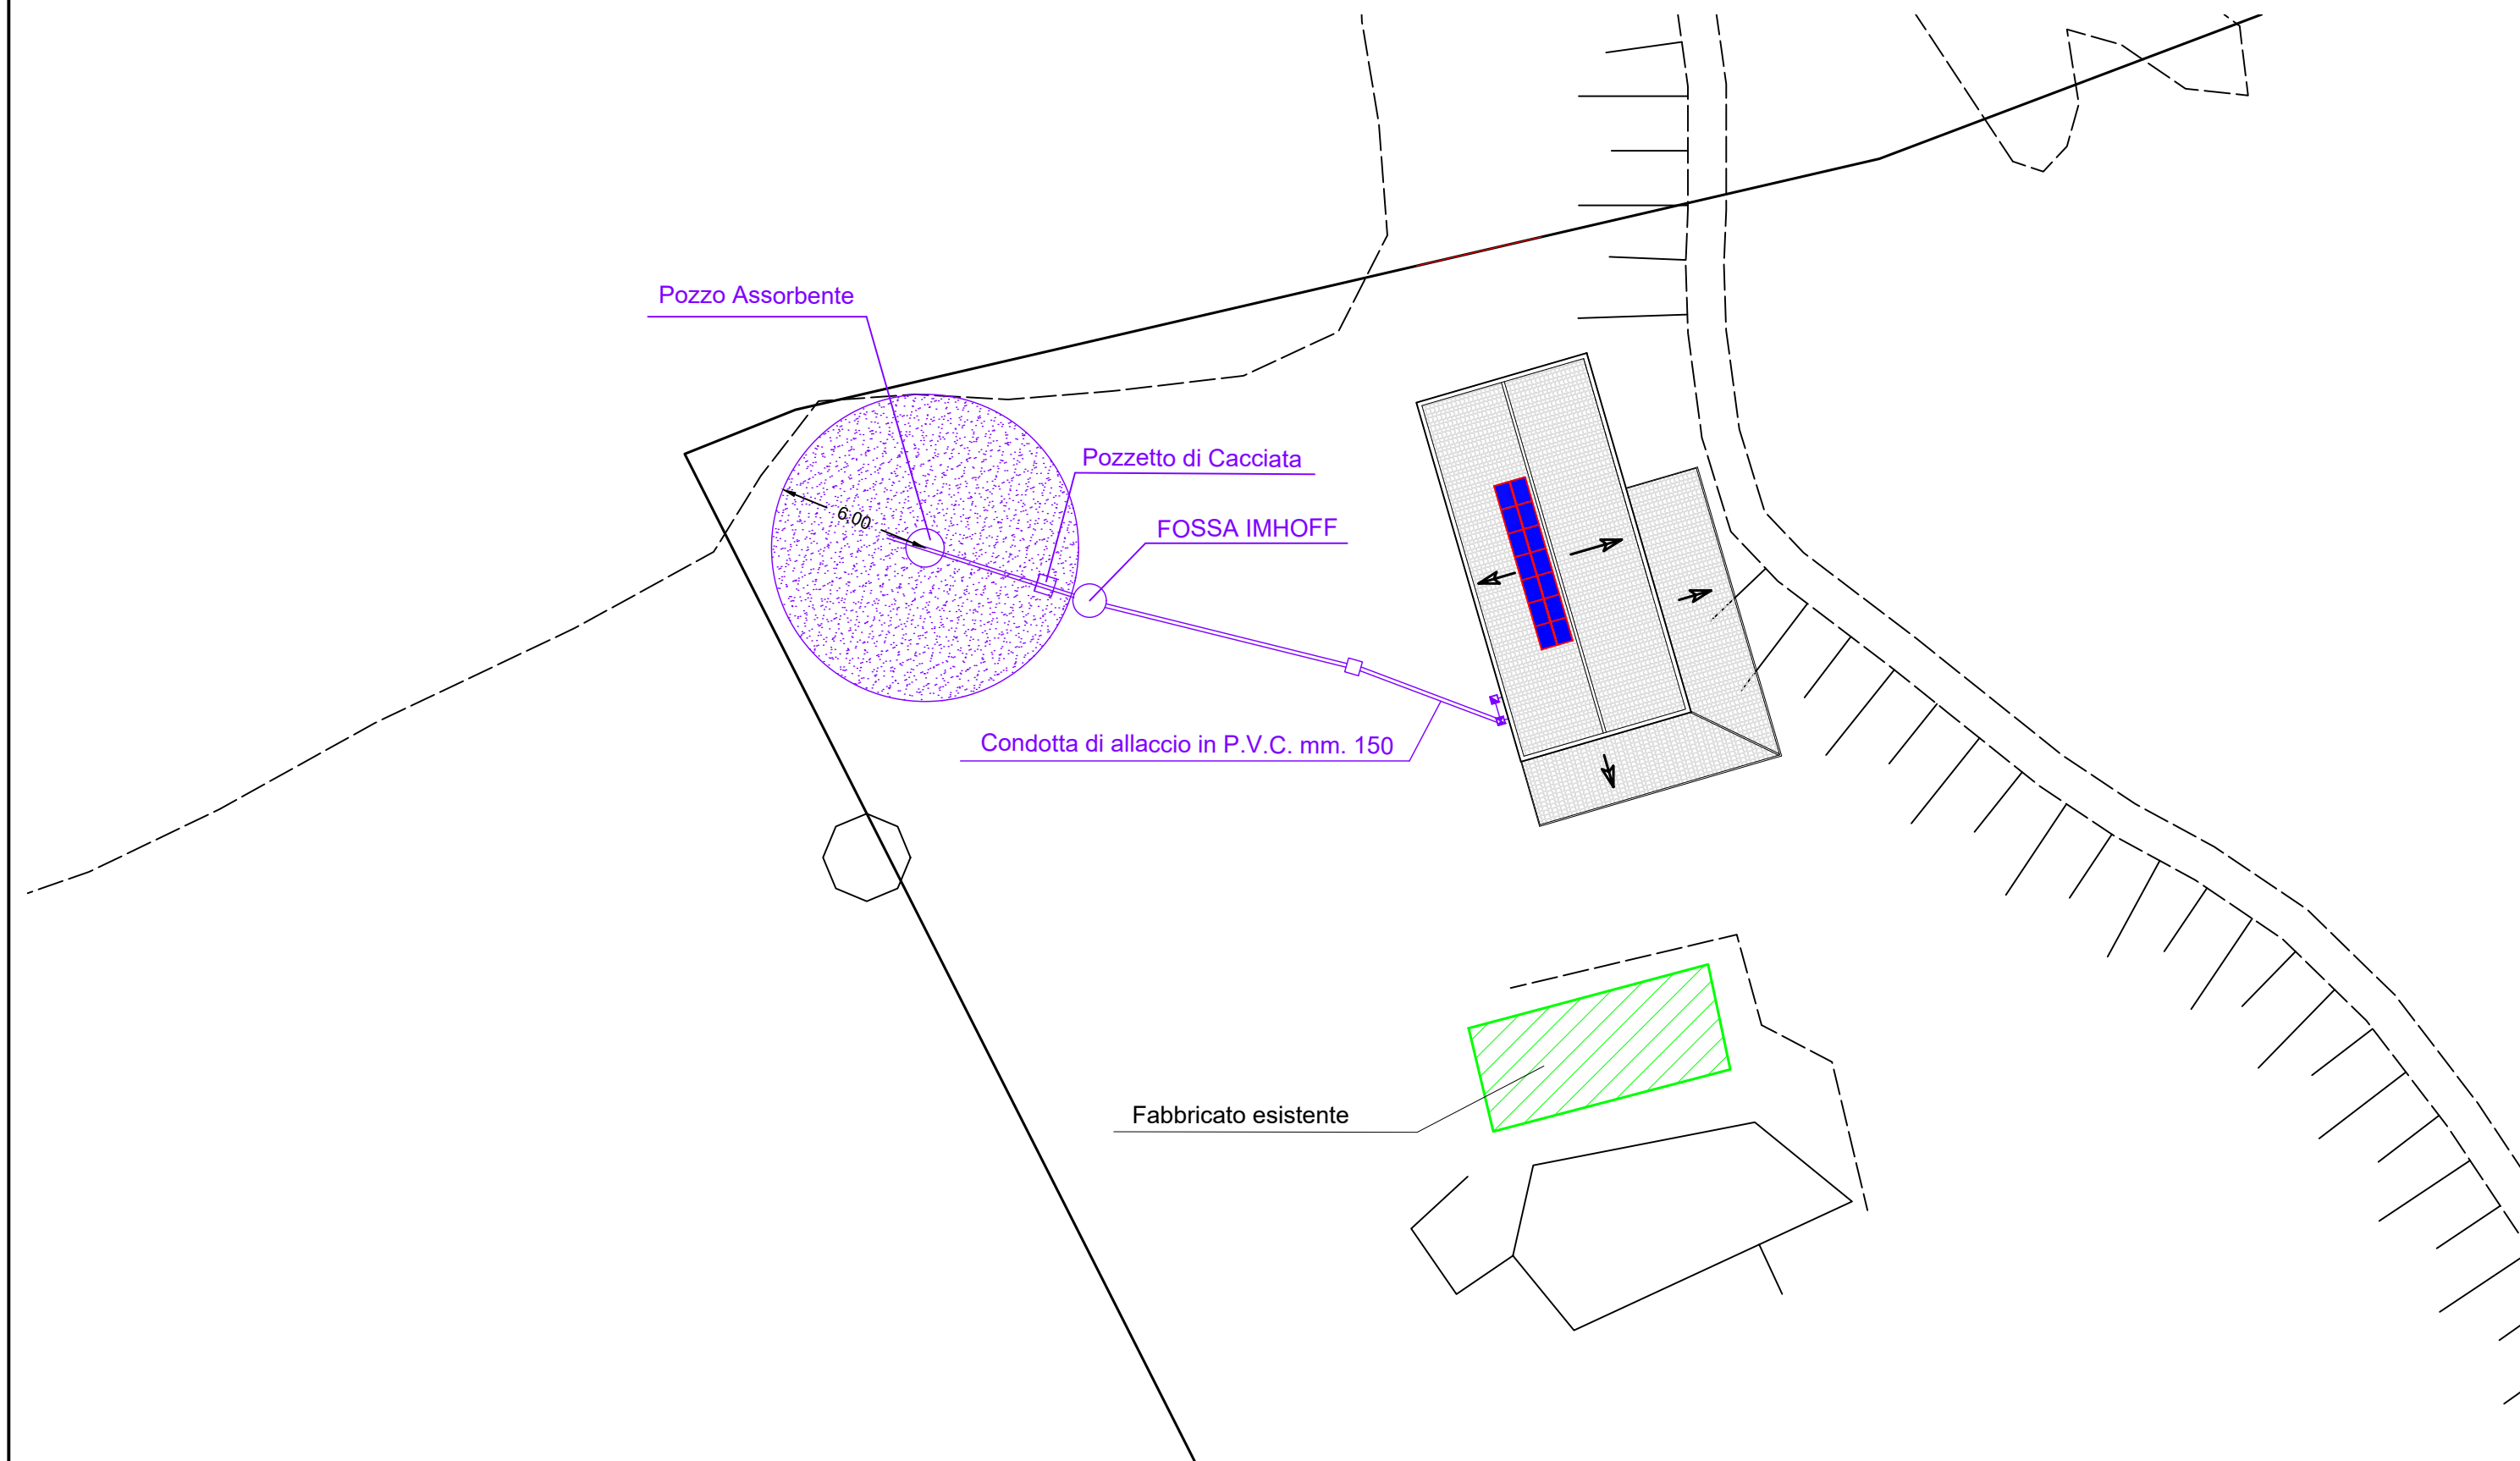 Pozzo Assorbente
Pozzetto di Cacciata
6,00
FOSSA IMHOFF
Condotta di allaccio in P.V.C. mm. 150
Fabbricato esistente